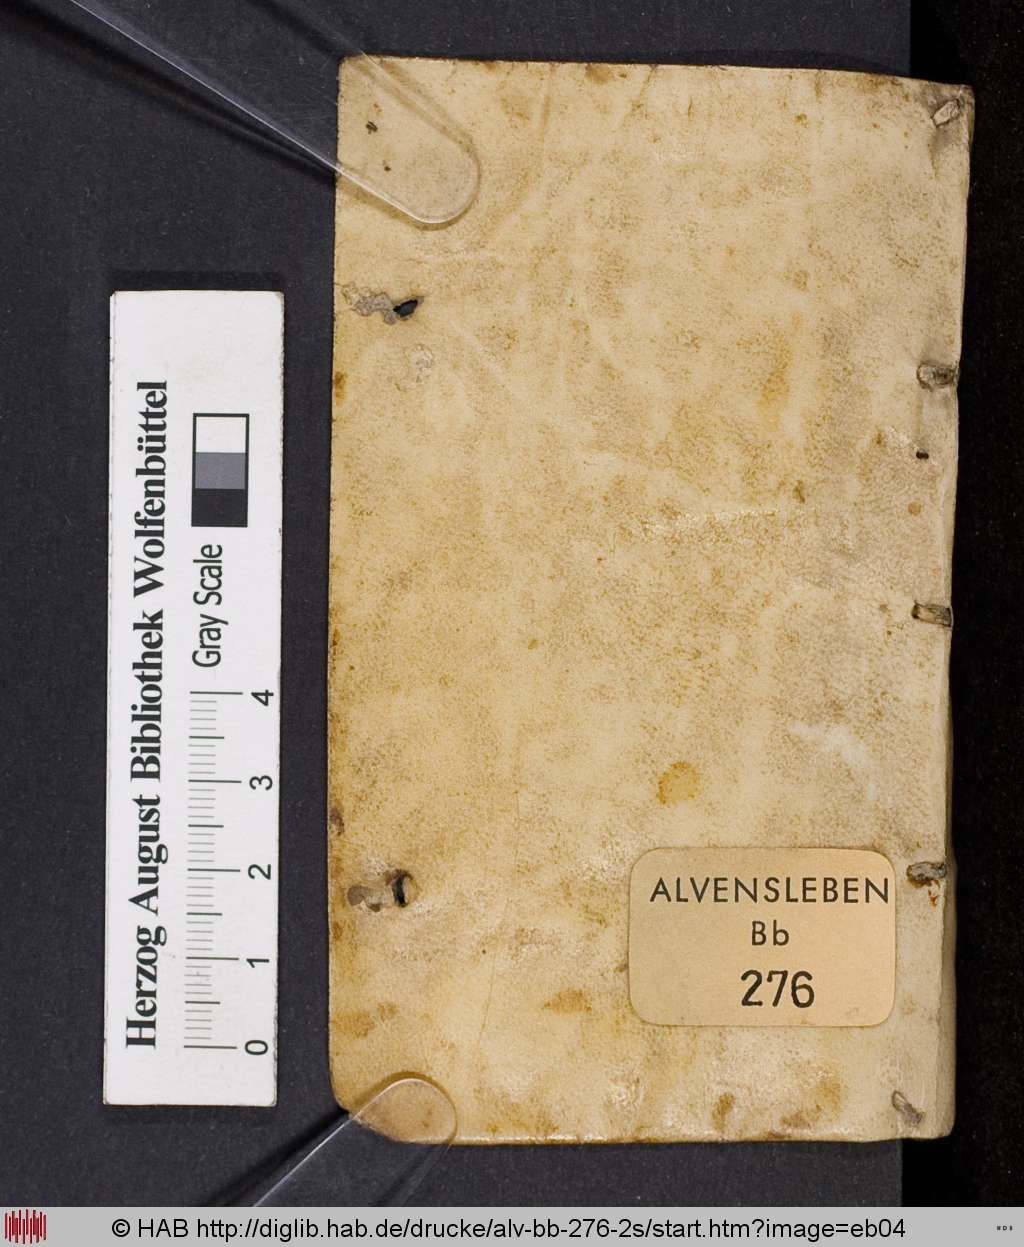 Herzog August Bibliothek Wolfenbüttel
Gray Scale
0 1 2 3 4
ALVENSLEBEN
Bb
276
© HAB http://diglib.hab.de/drucke/alv-bb-276-2s/start.htm?image=eb04
WDB